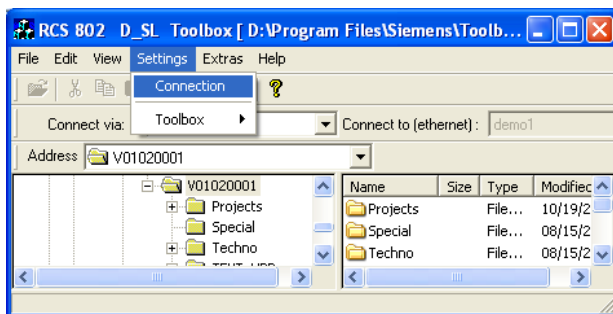 RCS 802 D_SL Toolbox [ D:\Program Files\Siemens\Toolb...
File Edit View Settings Extras Help
Connection
Toolbox
Connect via:
Connect to (ethernet) : demo1
Address V01020001
V01020001
Projects
Special
Techno
Name Size Type Modified
Projects File... 10/19/2
Special File... 08/15/2
Techno File... 08/15/2